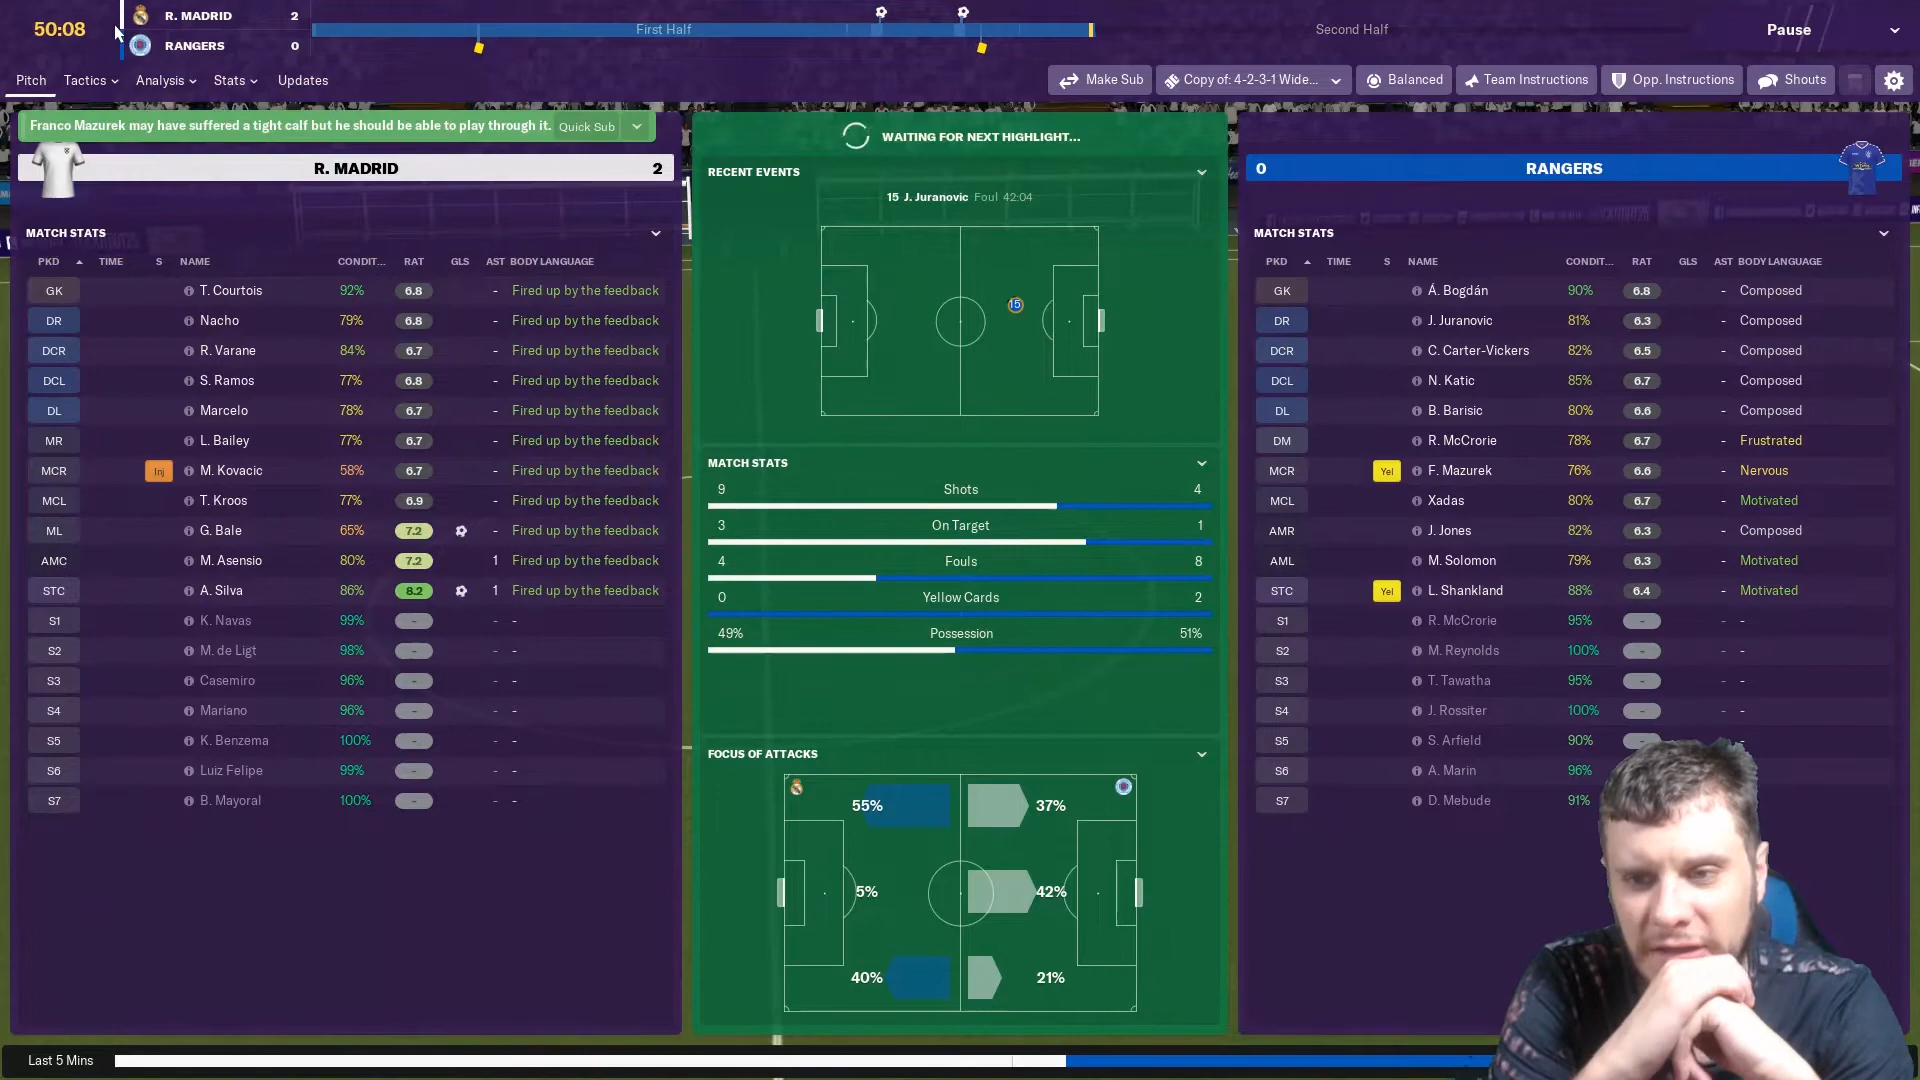 50:08
R. MADRID 2
RANGERS 0
First Half
Second Half
Pause
Pitch Tactics Analysis Stats Updates
Make Sub Copy of: 4-2-3-1 Wide... Balanced Team Instructions Opp. Instructions Shouts
Franco Mazurek may have suffered a tight calf but he should be able to play through it. Quick Sub
R. MADRID 2
MATCH STATS
PKD TIME S NAME CONDIT... RAT GLS AST BODY LANGUAGE
GK T. Courtois 92% 6.8 - Fired up by the feedback
DR Nacho 79% 6.8 - Fired up by the feedback
DCR R. Varane 84% 6.7 - Fired up by the feedback
DCL S. Ramos 77% 6.8 - Fired up by the feedback
DL Marcelo 78% 6.7 - Fired up by the feedback
MR L. Bailey 77% 6.7 - Fired up by the feedback
MCR Inj M. Kovacic 58% 6.7 - Fired up by the feedback
MCL T. Kroos 77% 6.9 - Fired up by the feedback
ML G. Bale 65% 7.2 - Fired up by the feedback
AMC M. Asensio 80% 7.2 1 Fired up by the feedback
STC A. Silva 86% 8.2 1 Fired up by the feedback
S1 K. Navas 99% - - -
S2 M. de Ligt 98% - - -
S3 Casemiro 96% - - -
S4 Mariano 96% - - -
S5 K. Benzema 100% - - -
S6 Luiz Felipe 99% - - -
S7 B. Mayoral 100% - - -
WAITING FOR NEXT HIGHLIGHT...
RECENT EVENTS
15 J. Juranovic Foul 42:04
15
MATCH STATS
9 Shots 4
3 On Target 1
4 Fouls 8
0 Yellow Cards 2
49% Possession 51%
FOCUS OF ATTACKS
55% 37%
5% 42%
40% 21%
0 RANGERS
MATCH STATS
PKD TIME S NAME CONDIT... RAT GLS AST BODY LANGUAGE
GK Á. Bogdán 90% 6.8 - Composed
DR J. Juranovic 81% 6.3 - Composed
DCR C. Carter-Vickers 82% 6.5 - Composed
DCL N. Katic 85% 6.7 - Composed
DL B. Barisic 80% 6.6 - Composed
DM R. McCrorie 78% 6.7 - Frustrated
MCR Yel F. Mazurek 76% 6.6 - Nervous
MCL Xadas 80% 6.7 - Motivated
AMR J. Jones 82% 6.3 - Composed
AML M. Solomon 79% 6.3 - Motivated
STC Yel L. Shankland 88% 6.4 - Motivated
S1 R. McCrorie 95% - - -
S2 M. Reynolds 100% - - -
S3 T. Tawatha 95% - - -
S4 J. Rossiter 100% - - -
S5 S. Arfield 90% - - -
S6 A. Marin 96%
S7 D. Mebude 91%
Last 5 Mins